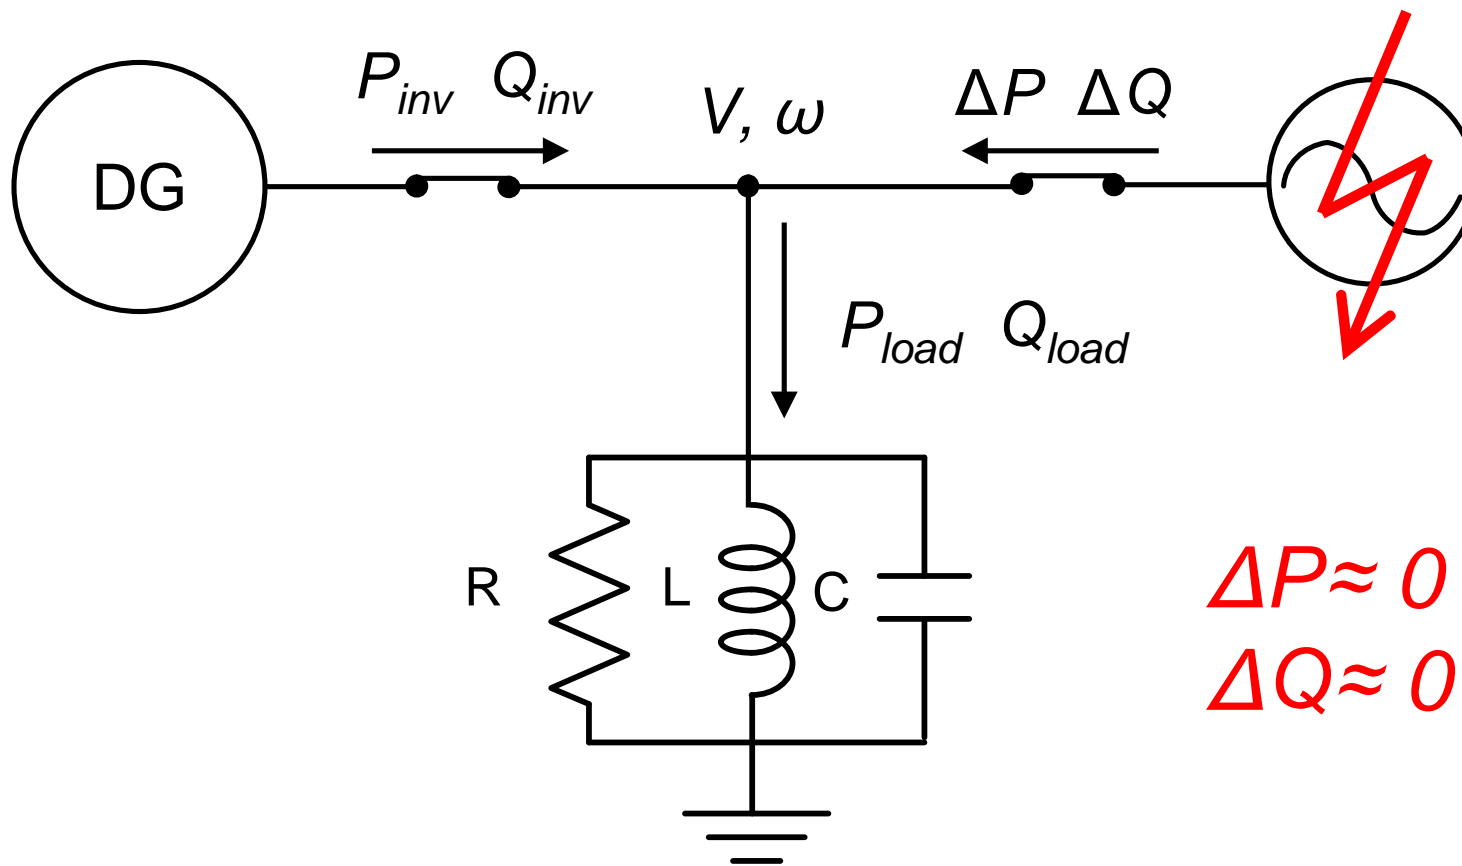 P_inv Q_inv
V, ω
ΔP ΔQ
DG
P_load Q_load
R
L
C
ΔP≈ 0
ΔQ≈ 0